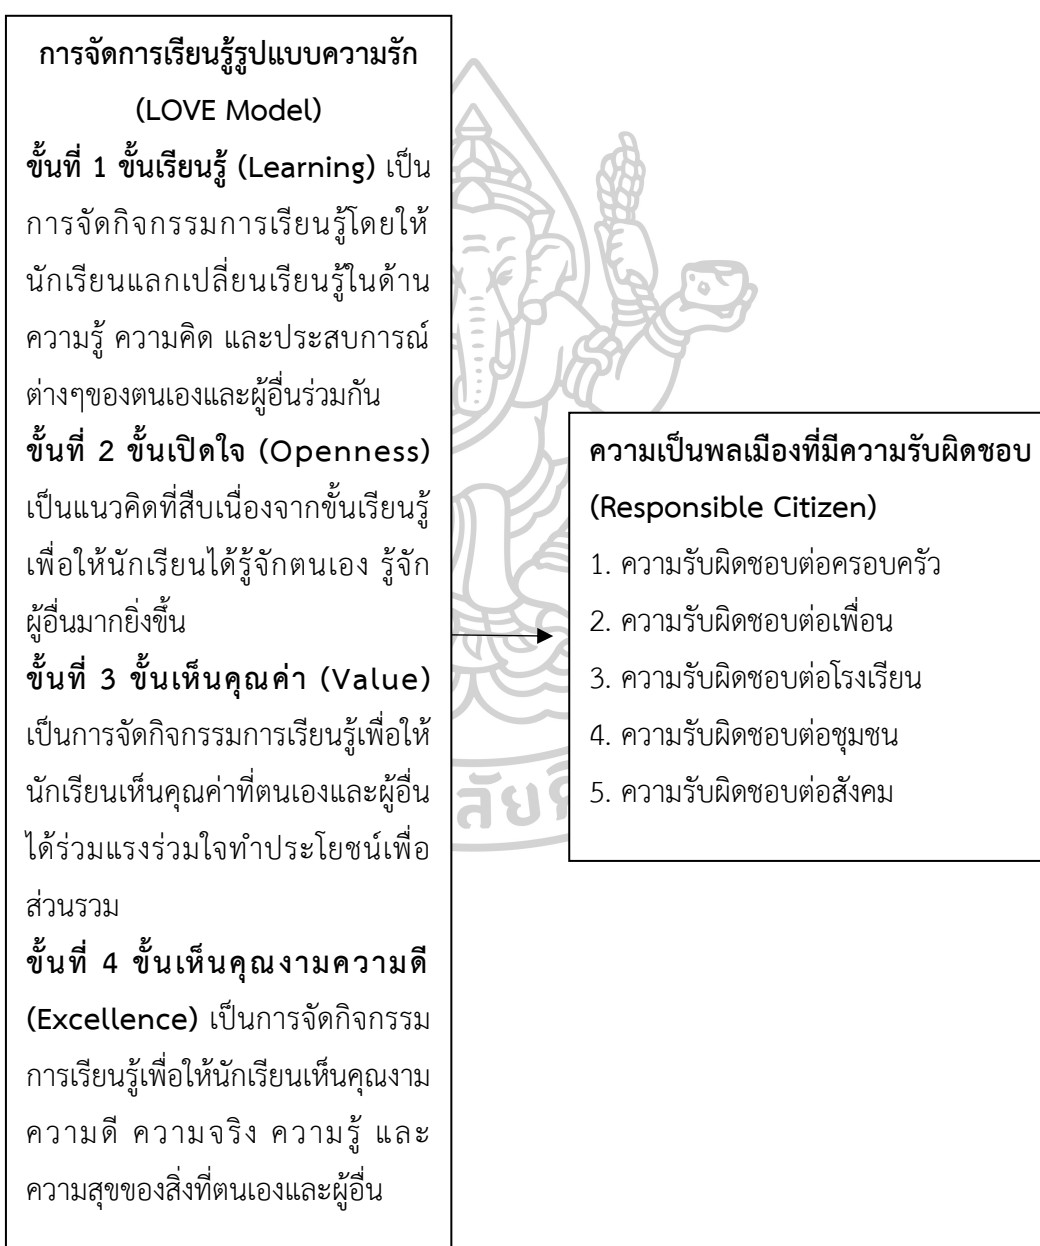 การจัดการเรียนรู้รูปแบบความรัก
(LOVE Model)
ขั้นที่ 1 ขั้นเรียนรู้ (Learning) เป็น
การจัดกิจกรรมการเรียนรู้โดยให้
นักเรียนแลกเปลี่ยนเรียนรู้ในด้าน
ความรู้ ความคิด และประสบการณ์
ต่างๆของตนเองและผู้อื่นร่วมกัน
ขั้นที่ 2 ขั้นเปิดใจ (Openness)
เป็นแนวคิดที่สืบเนื่องจากขั้นเรียนรู้
เพื่อให้นักเรียนได้รู้จักตนเอง รู้จัก
ผู้อื่นมากยิ่งขึ้น
ขั้นที่ 3 ขั้นเห็นคุณค่า (Value)
เป็นการจัดกิจกรรมการเรียนรู้เพื่อให้
นักเรียนเห็นคุณค่าที่ตนเองและผู้อื่น
ได้ร่วมแรงร่วมใจทำประโยชน์เพื่อ
ส่วนรวม
ขั้นที่ 4 ขั้นเห็นคุณงามความดี
(Excellence) เป็นการจัดกิจกรรม
การเรียนรู้เพื่อให้นักเรียนเห็นคุณงาม
ความดี ความจริง ความรู้ และ
ความสุขของสิ่งที่ตนเองและผู้อื่น
ความเป็นพลเมืองที่มีความรับผิดชอบ
(Responsible Citizen)
1. ความรับผิดชอบต่อครอบครัว
2. ความรับผิดชอบต่อเพื่อน
3. ความรับผิดชอบต่อโรงเรียน
4. ความรับผิดชอบต่อชุมชน
5. ความรับผิดชอบต่อสังคม